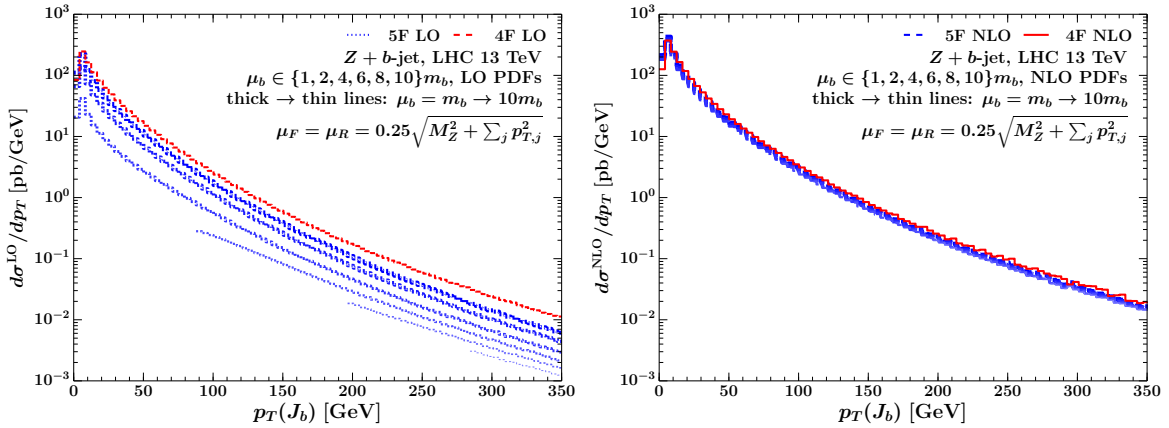 10³
10²
10¹
10⁰
10⁻¹
10⁻²
10⁻³
dσ^LO/dp_T [pb/GeV]
5F LO 4F LO
Z + b-jet, LHC 13 TeV
μ_b ∈ {1, 2, 4, 6, 8, 10}m_b, LO PDFs
thick → thin lines: μ_b = m_b → 10m_b
μ_F = μ_R = 0.25√(M_Z² + ∑_j p²_{T,j})
0 50 100 150 200 250 300 350
p_T(J_b) [GeV]
10³
10²
10¹
10⁰
10⁻¹
10⁻²
10⁻³
dσ^NLO/dp_T [pb/GeV]
5F NLO 4F NLO
Z + b-jet, LHC 13 TeV
μ_b ∈ {1, 2, 4, 6, 8, 10}m_b, NLO PDFs
thick → thin lines: μ_b = m_b → 10m_b
μ_F = μ_R = 0.25√(M_Z² + ∑_j p²_{T,j})
0 50 100 150 200 250 300 350
p_T(J_b) [GeV]